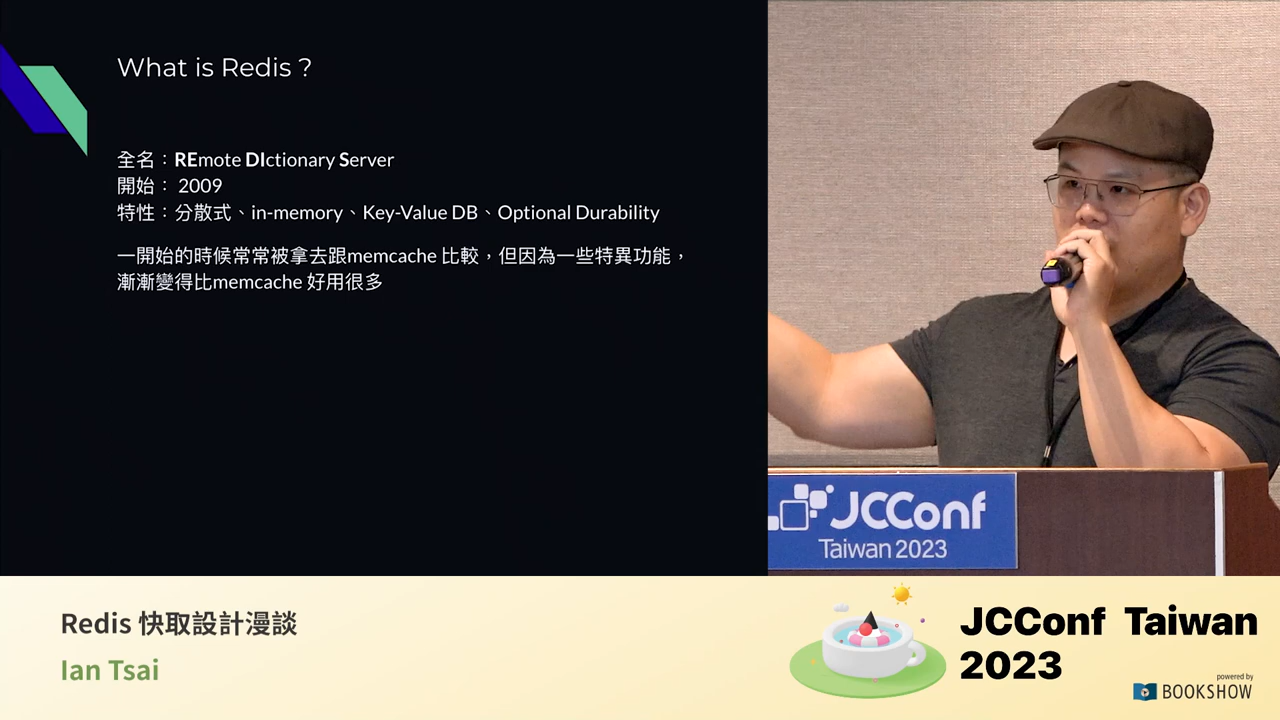 What is Redis ?
全名：REmote DIctionary Server
開始： 2009
特性：分散式、in-memory、Key-Value DB、Optional Durability
一開始的時候常常被拿去跟memcache 比較，但因為一些特異功能，
漸漸變得比memcache 好用很多
JCConf
Taiwan 2023
Redis 快取設計漫談
Ian Tsai
JCConf Taiwan
2023
powered by
BOOKSHOW